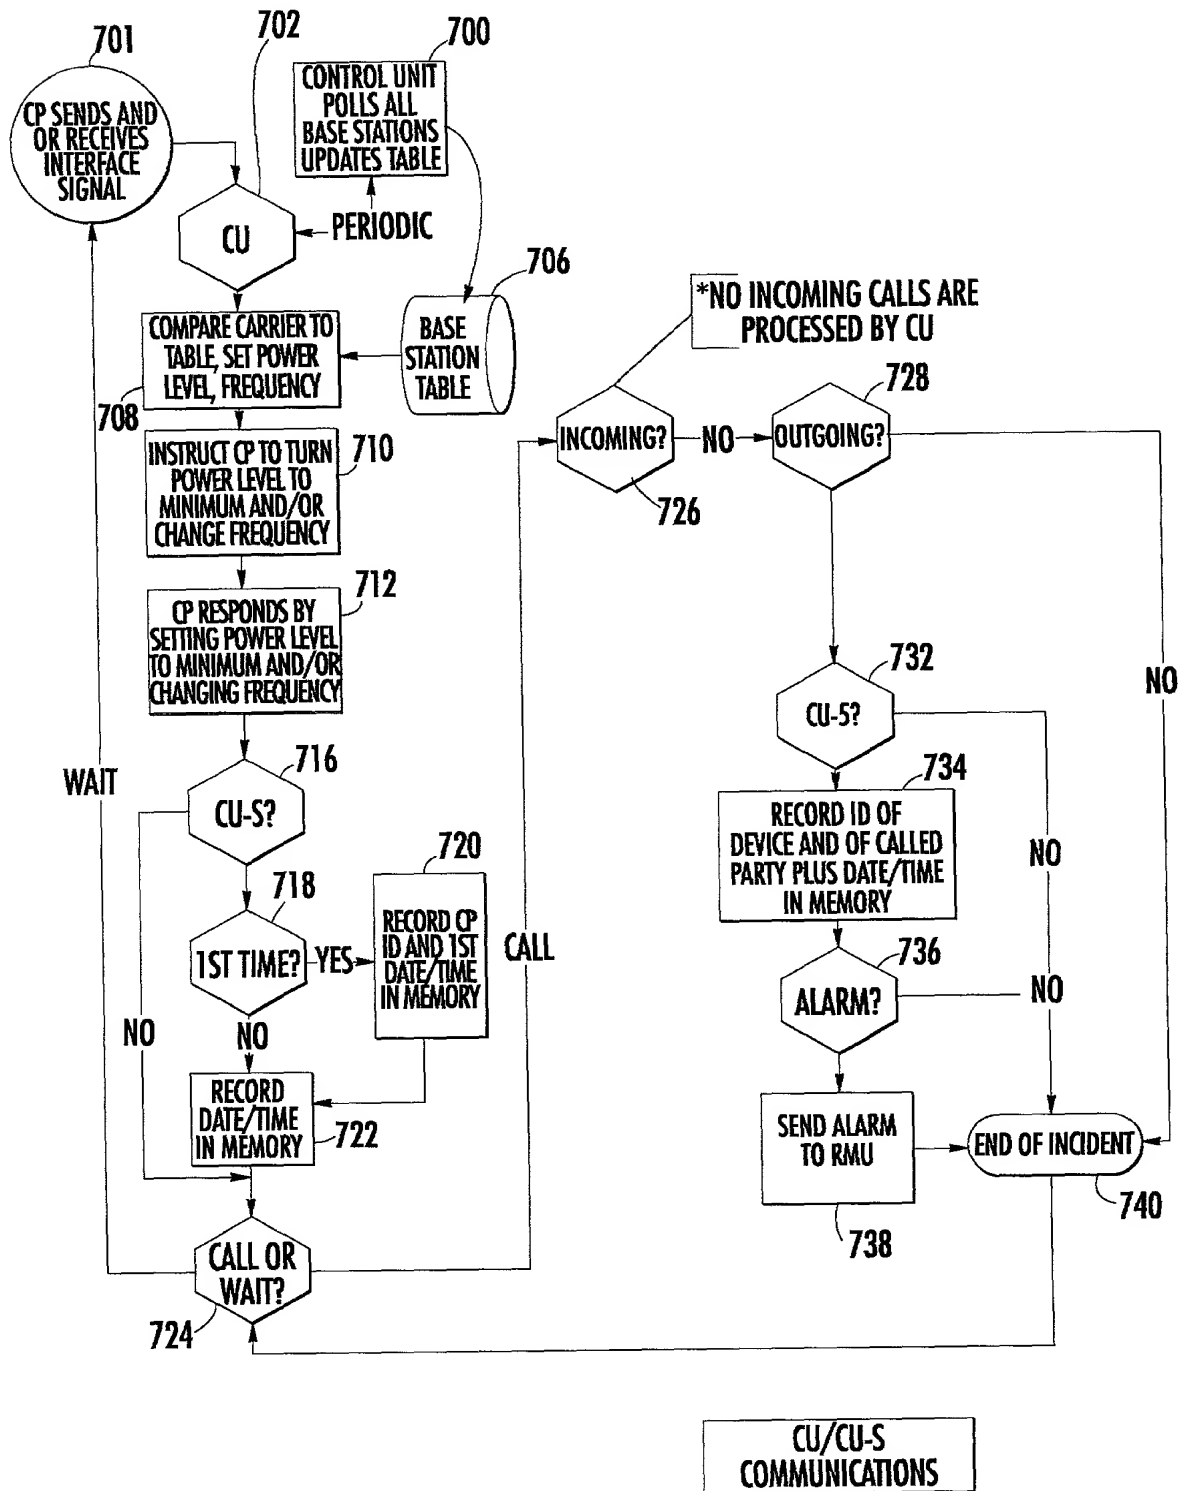 701
702
700
CP SENDS AND
OR RECEIVES
INTERFACE
SIGNAL
CONTROL UNIT
POLLS ALL
BASE STATIONS
UPDATES TABLE
CU
PERIODIC
706
COMPARE CARRIER TO
TABLE, SET POWER
LEVEL, FREQUENCY
708
BASE
STATION
TABLE
*NO INCOMING CALLS ARE
PROCESSED BY CU
INSTRUCT CP TO TURN
POWER LEVEL TO
MINIMUM AND/OR
CHANGE FREQUENCY
710
INCOMING?
726
NO
OUTGOING?
728
CP RESPONDS BY
SETTING POWER LEVEL
TO MINIMUM AND/OR
CHANGING FREQUENCY
712
NO
CU-5?
732
WAIT
CU-S?
716
RECORD ID OF
DEVICE AND OF CALLED
PARTY PLUS DATE/TIME
IN MEMORY
734
NO
1ST TIME?
718
YES
RECORD CP
ID AND 1ST
DATE/TIME
IN MEMORY
720
CALL
ALARM?
736
NO
NO
NO
RECORD
DATE/TIME
IN MEMORY
722
SEND ALARM
TO RMU
738
END OF INCIDENT
740
CALL OR
WAIT?
724
CU/CU-S
COMMUNICATIONS